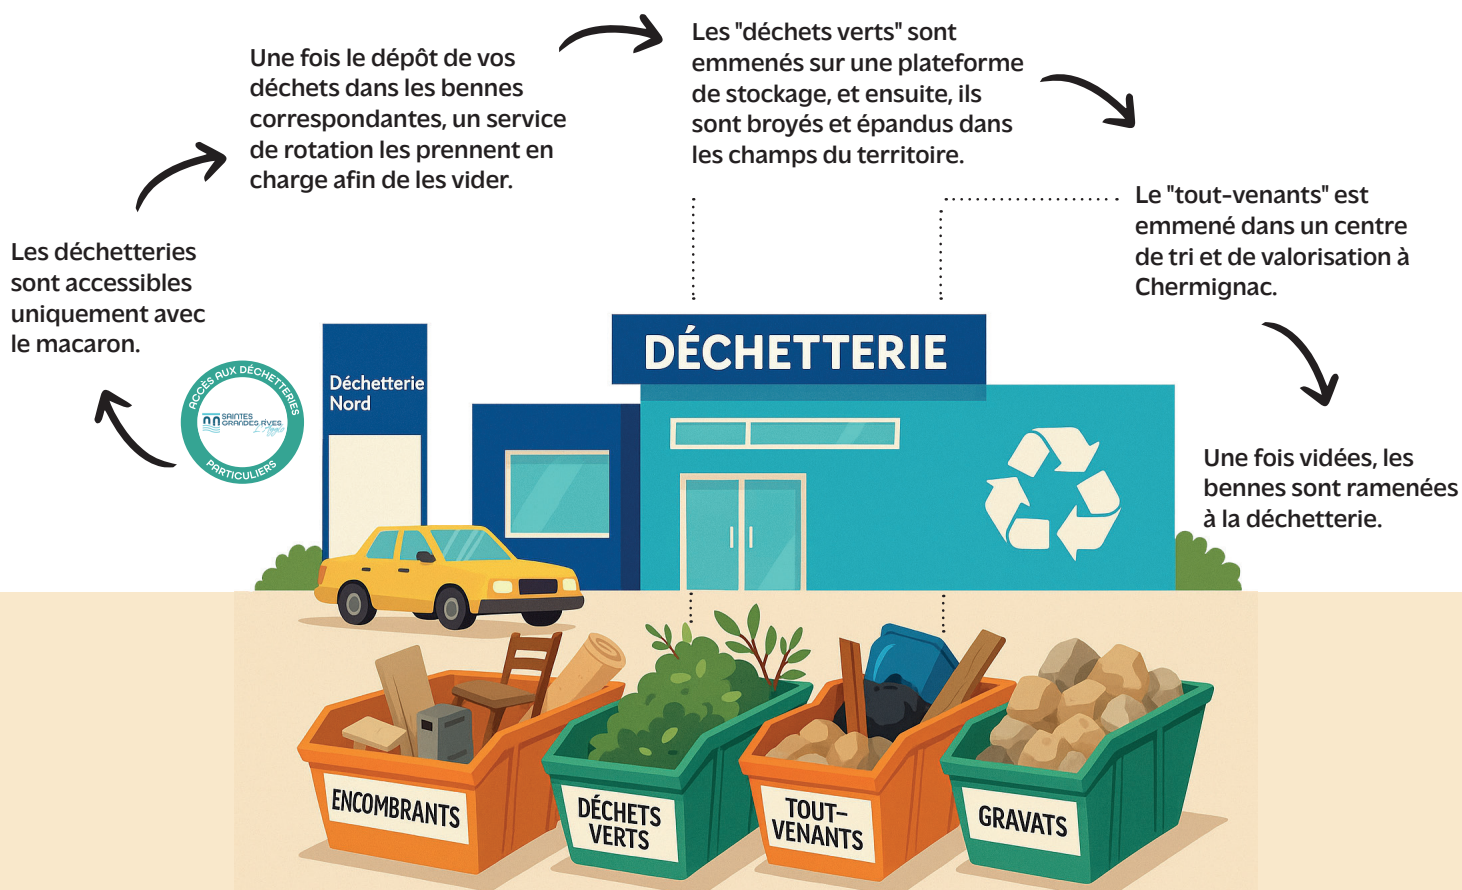 Les déchetteries
sont accessibles
uniquement avec
le macaron.
ACCÈS AUX DÉCHETTERIES
SAINTES
GRANDES RIVES
L'Agglo
PARTICULIERS
Une fois le dépôt de vos
déchets dans les bennes
correspondantes, un service
de rotation les prennent en
charge afin de les vider.
Les "déchets verts" sont
emmenés sur une plateforme
de stockage, et ensuite, ils
sont broyés et épandus dans
les champs du territoire.
Le "tout-venants" est
emmené dans un centre
de tri et de valorisation à
Chermignac.
Une fois vidées, les
bennes sont ramenées
à la déchetterie.
Déchetterie
Nord
DÉCHETTERIE
ENCOMBRANTS
DÉCHETS
VERTS
TOUT-
VENANTS
GRAVATS